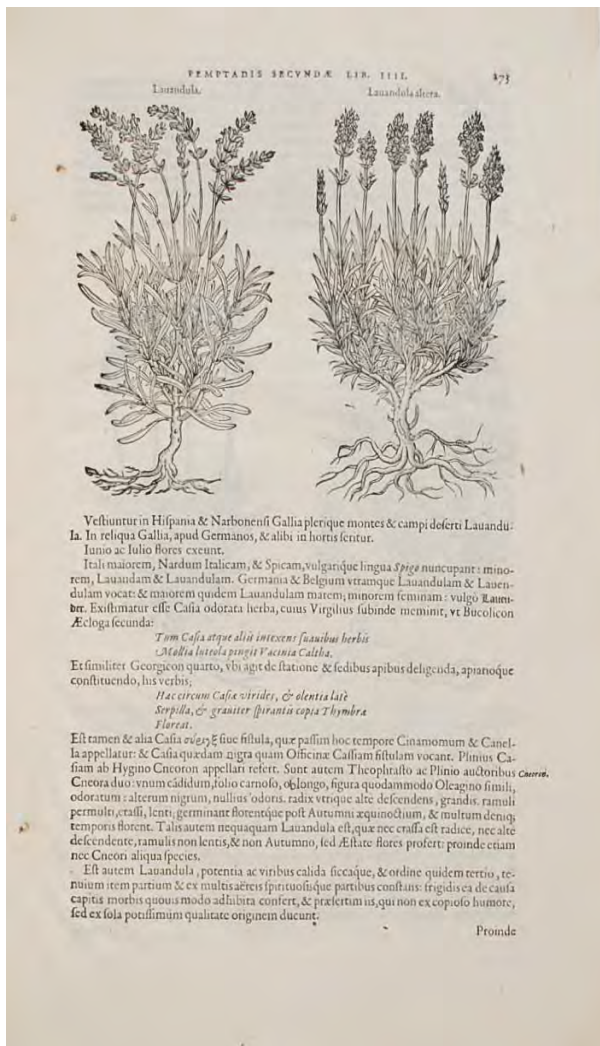 PEMPTADIS SECVNDÆ LIB. IIII. 273
Lauandula.
Lauandula altera.
Veſtiuntur in Hiſpania & Narbonenſi Gallia plerique montes & campi deſerti Lauandu-
la. In reliqua Gallia, apud Germanos, & alibi in hortis ſeritur.
Iunio ac Iulio flores exeunt.
Itali maiorem, Nardum Italicam, & Spicam, vulgarique lingua Spigo nuncupant: mino-
rem, Lauandam & Lauandulam. Germania & Belgium vtramque Lauandulam & Lauen-
dulam vocat: & maiorem quidem Lauandulam marem; minorem feminam: vulgò Lauen-
der. Exiſtimatur eſſe Caſia odorata herba, cuius Virgilius ſubinde meminit, vt Bucolicon
Æcloga ſecunda:
Tum Caſia atque aliis intexens ſuauibus herbis
Mollia luteola pingit Vacinia Caltha.
Et ſimiliter Georgicon quarto, vbi agit de ſtatione & ſedibus apibus deligenda, apianoque
conſtituendo, his verbis;
Hæc circum Caſiæ virides, & olentia latè
Serpilla, & grauiter ſpirantis copia Thymbræ
Floreat.
Eſt tamen & alia Caſia ſiue fiſtula, quæ paſſim hoc tempore Cinamomum & Canel-
la appellatur: & Caſia quædam nigra quam Officinæ Caſſiam fiſtulam vocant. Plinius Ca-
ſiam ab Hygino Cneoron appellari refert. Sunt autem Theophraſto ac Plinio auctoribus
Cneoron.
Cneora duo: vnum cãdidum, folio carnoſo, oblongo, figura quodammodo Oleagino ſimili,
odoratum: alterum nigrum, nullius odoris. radix vtrique altè deſcendens, grandis. ramuli
permulti, craſſi, lenti; germinant florentque poſt Autumni æquinoctium, & multum deniq;
temporis florent. Talis autem nequaquam Lauandula eſt, quæ nec craſſa eſt radice, nec altè
deſcendente, ramulis non lentis, & non Autumno, ſed Æſtate flores profert: proinde etiam
nec Cneori aliqua ſpecies.
Eſt autem Lauandula, potentia ac viribus calida ſiccaque, & ordine quidem tertio, te-
nuium item partium & ex multis aëreis ſpirituoſiſque partibus conſtans: frigidis ea de cauſa
capitis morbis quouis modo adhibita confert, & præſertim iis, qui non ex copioſo humore,
ſed ex ſola potiſſimum qualitate originem ducunt.
Proinde